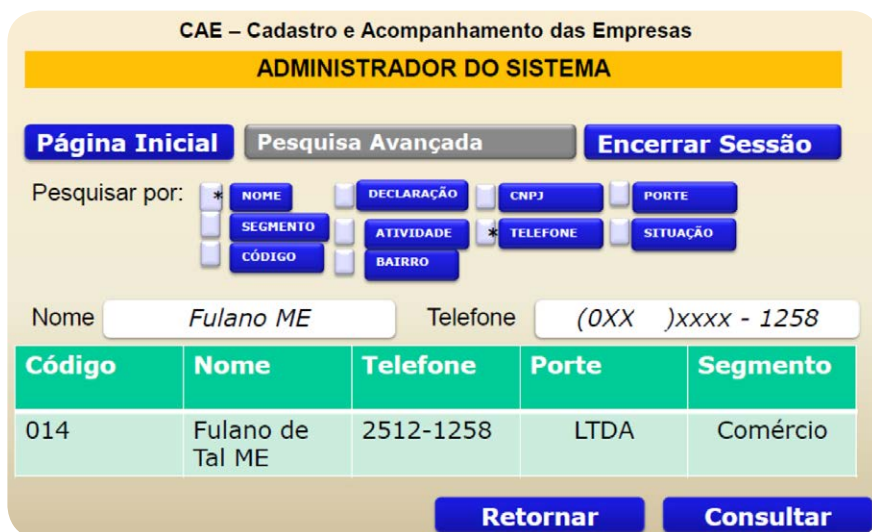 CAE – Cadastro e Acompanhamento das Empresas
ADMINISTRADOR DO SISTEMA
Página Inicial Pesquisa Avançada Encerrar Sessão
Pesquisar por: * NOME DECLARAÇÃO CNPJ PORTE
SEGMENTO ATIVIDADE * TELEFONE SITUAÇÃO
CÓDIGO BAIRRO
Nome Fulano ME Telefone (0XX )xxxx - 1258
Código Nome Telefone Porte Segmento
014 Fulano de 2512-1258 LTDA Comércio
Tal ME
Retornar Consultar